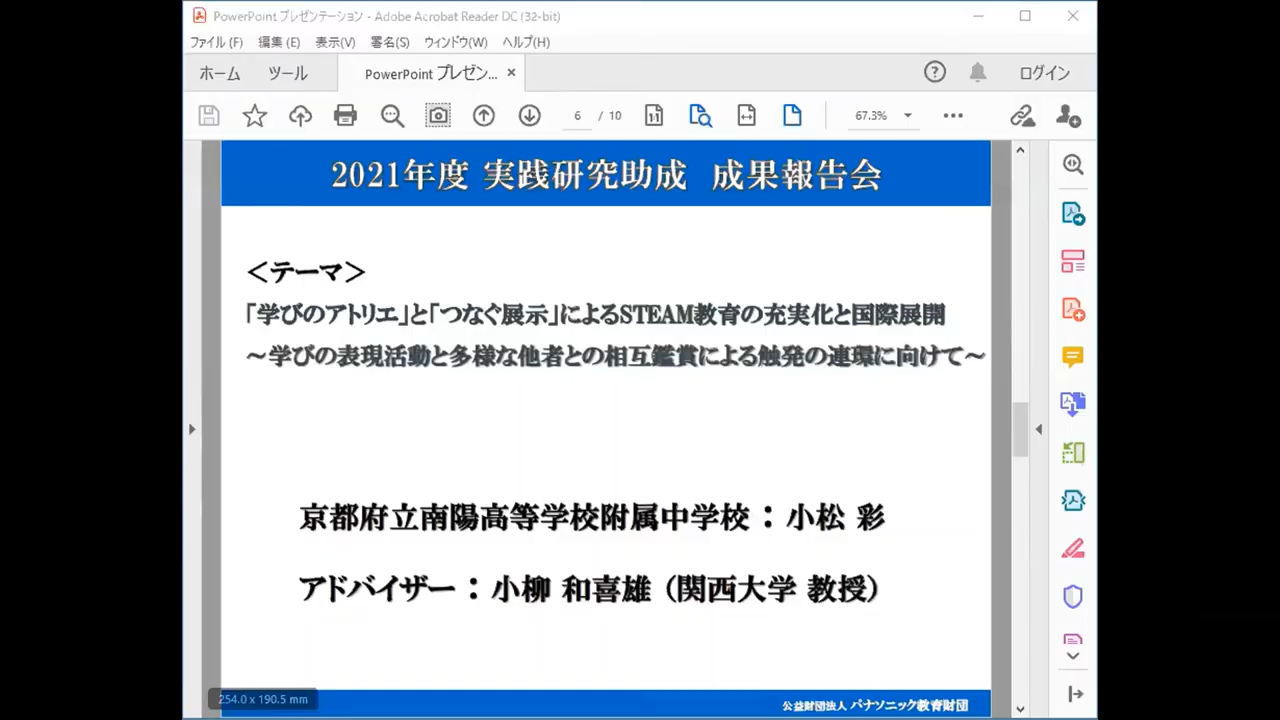 PowerPoint プレゼンテーション - Adobe Acrobat Reader DC (32-bit)
ファイル(F) 編集(E) 表示(V) 署名(S) ウィンドウ(W) ヘルプ(H)
ホーム ツール PowerPoint プレゼン... × ログイン
6 / 10 67.3%
2021年度 実践研究助成 成果報告会
＜テーマ＞
「学びのアトリエ」と「つなぐ展示」によるSTEAM教育の充実化と国際展開
～学びの表現活動と多様な他者との相互鑑賞による触発の連環に向けて～
京都府立南陽高等学校附属中学校：小松 彩
アドバイザー：小柳 和喜雄（関西大学 教授）
254.0 x 190.5 mm
公益財団法人 パナソニック教育財団